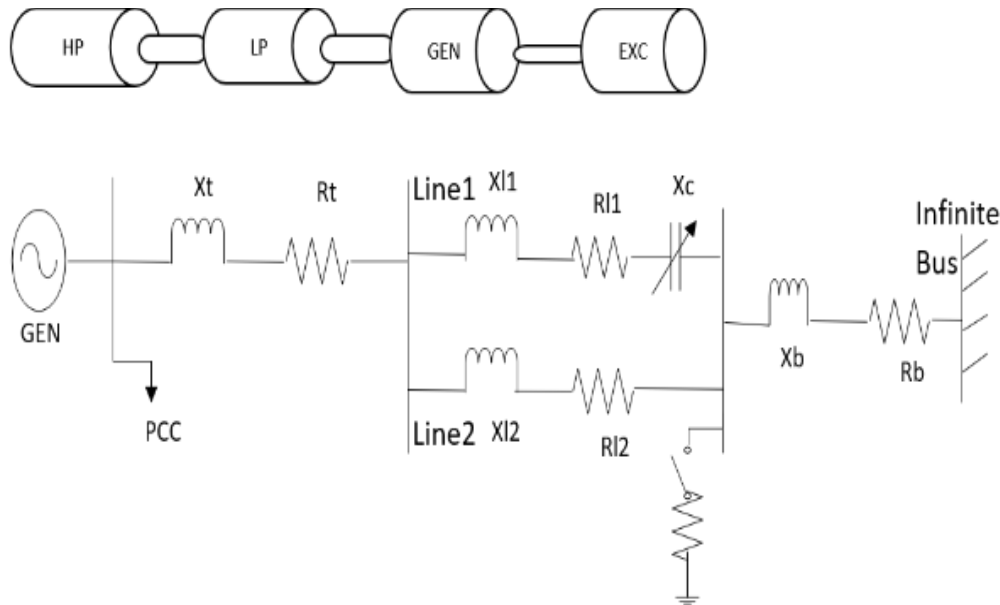 HP
LP
GEN
EXC
Xt
Rt
Line1
Xl1
Rl1
Xc
Infinite
Bus
GEN
PCC
Line2
Xl2
Rl2
Xb
Rb